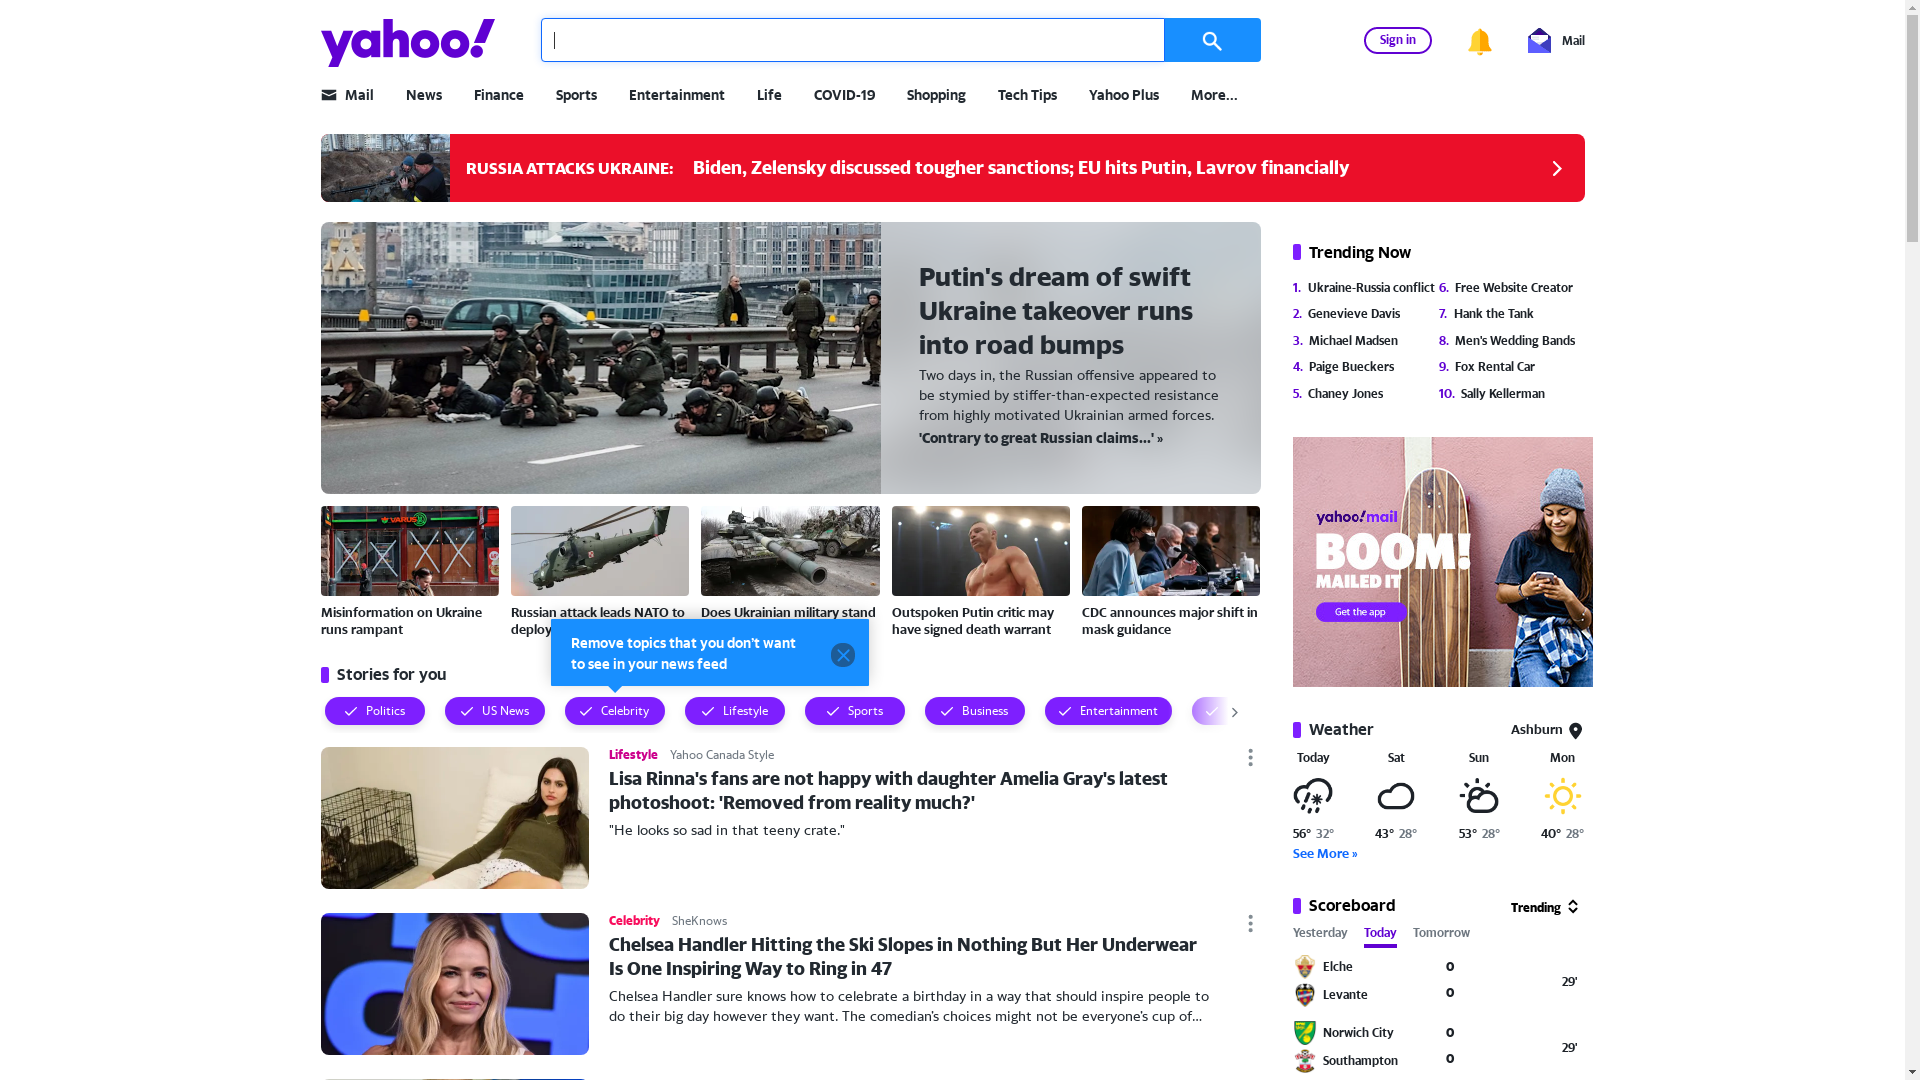 yahoo!
Sign in
Mail
Mail
News
Finance
Sports
Entertainment
Life
COVID-19
Shopping
Tech Tips
Yahoo Plus
More...
RUSSIA ATTACKS UKRAINE:
Biden, Zelensky discussed tougher sanctions; EU hits Putin, Lavrov financially
Putin's dream of swift
Ukraine takeover runs
into road bumps
Two days in, the Russian offensive appeared to
be stymied by stiffer-than-expected resistance
from highly motivated Ukrainian armed forces.
'Contrary to great Russian claims...' »
VARUS
Misinformation on Ukraine
runs rampant
Russian attack leads NATO to
deploy
Does Ukrainian military stand
Outspoken Putin critic may
have signed death warrant
CDC announces major shift in
mask guidance
Remove topics that you don't want
to see in your news feed
Stories for you
Politics
US News
Celebrity
Lifestyle
Sports
Business
Entertainment
Lifestyle
Yahoo Canada Style
Lisa Rinna's fans are not happy with daughter Amelia Gray's latest
photoshoot: 'Removed from reality much?'
"He looks so sad in that teeny crate."
Celebrity
SheKnows
Chelsea Handler Hitting the Ski Slopes in Nothing But Her Underwear
Is One Inspiring Way to Ring in 47
Chelsea Handler sure knows how to celebrate a birthday in a way that should inspire people to
do their big day however they want. The comedian's choices might not be everyone's cup of...
Trending Now
1. Ukraine-Russia conflict
2. Genevieve Davis
3. Michael Madsen
4. Paige Bueckers
5. Chaney Jones
6. Free Website Creator
7. Hank the Tank
8. Men's Wedding Bands
9. Fox Rental Car
10. Sally Kellerman
yahoo!mail
BOOM!
MAILED IT
Get the app
Weather
Ashburn
Today
Sat
Sun
Mon
56° 32°
43° 28°
53° 28°
40° 28°
See More »
Scoreboard
Trending
Yesterday
Today
Tomorrow
Elche 0
Levante 0
29'
Norwich City 0
Southampton 0
29'